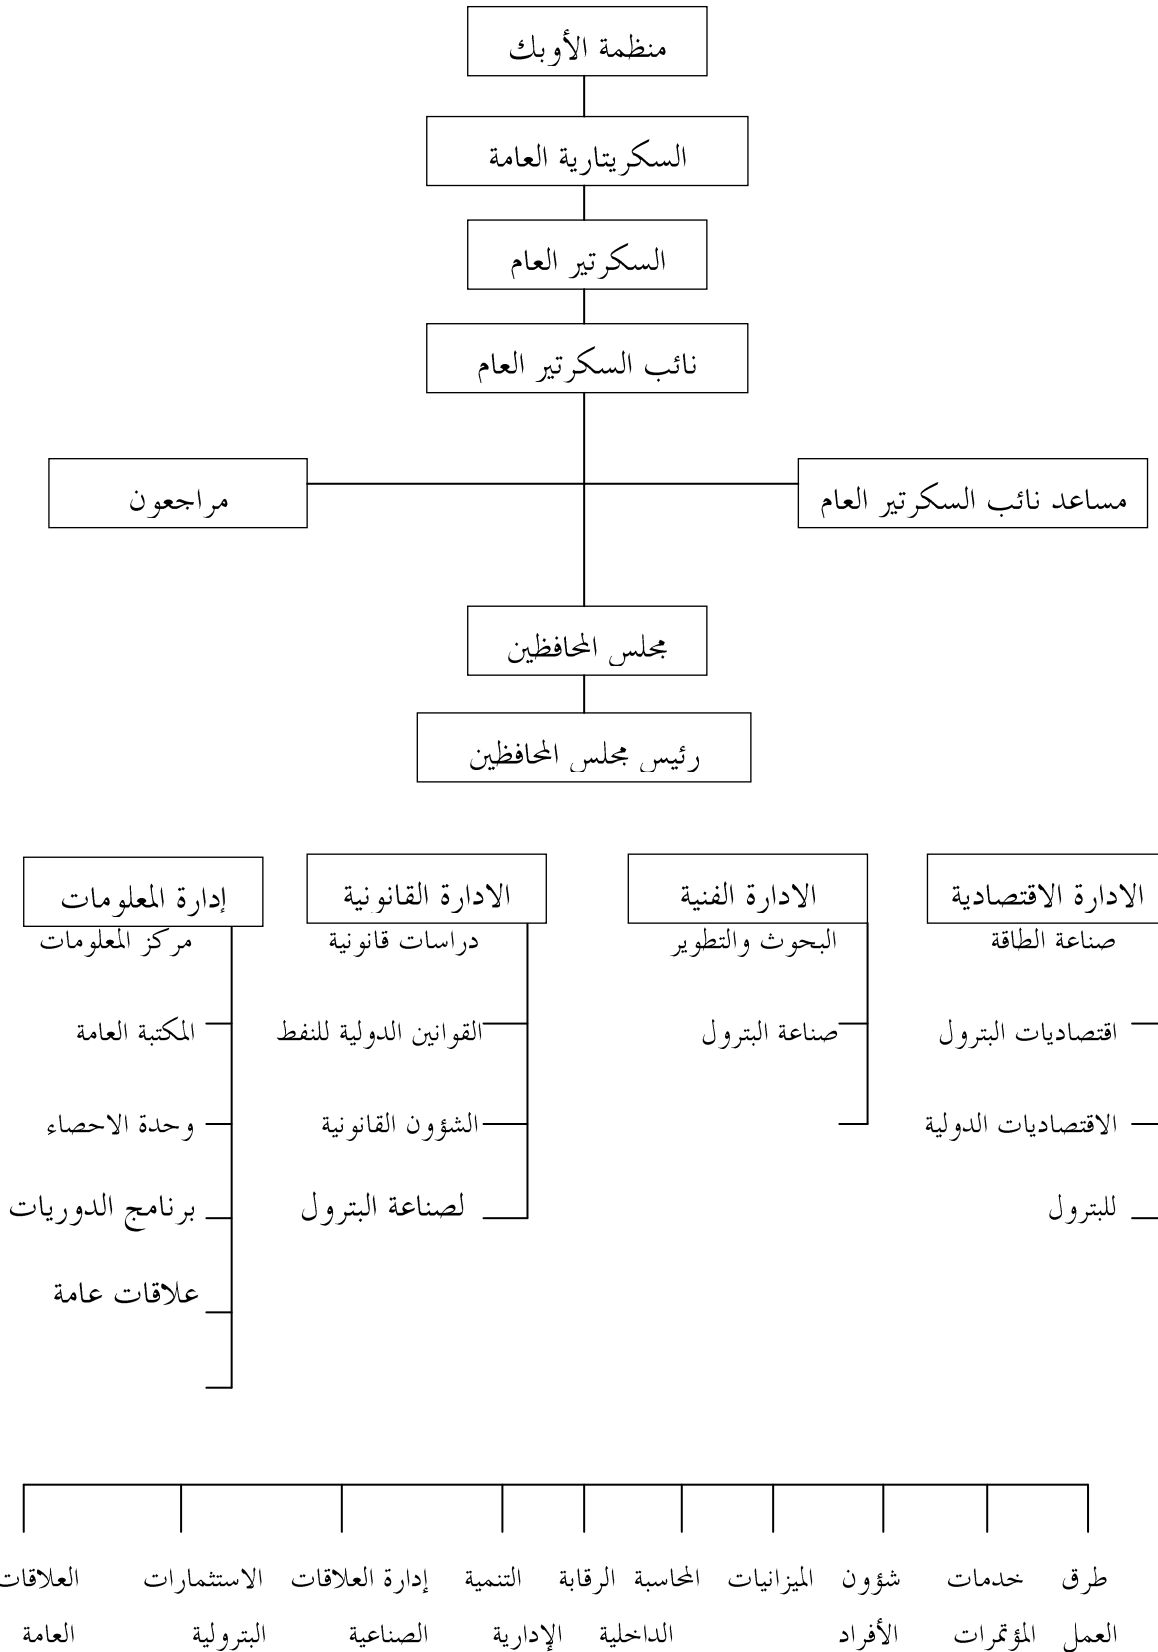 منظمة الأوبك
السكريتارية العامة
السكرتير العام
نائب السكرتير العام
مساعد نائب السكرتير العام
مراجعون
مجلس المحافظين
رئيس مجلس المحافظين
الادارة الاقتصادية
صناعة الطاقة
اقتصاديات البترول
الاقتصاديات الدولية
للبترول
الادارة الفنية
البحوث والتطوير
صناعة البترول
الادارة القانونية
دراسات قانونية
القوانين الدولية للنفط
الشؤون القانونية
لصناعة البترول
إدارة المعلومات
مركز المعلومات
المكتبة العامة
وحدة الاحصاء
برنامج الدوريات
علاقات عامة
طرق
العمل
خدمات
المؤتمرات
شؤون
الأفراد
الميزانيات
المحاسبة
الرقابة
الداخلية
التنمية
الإدارية
إدارة العلاقات
الصناعية
الاستثمارات
البترولية
العلاقات
العامة